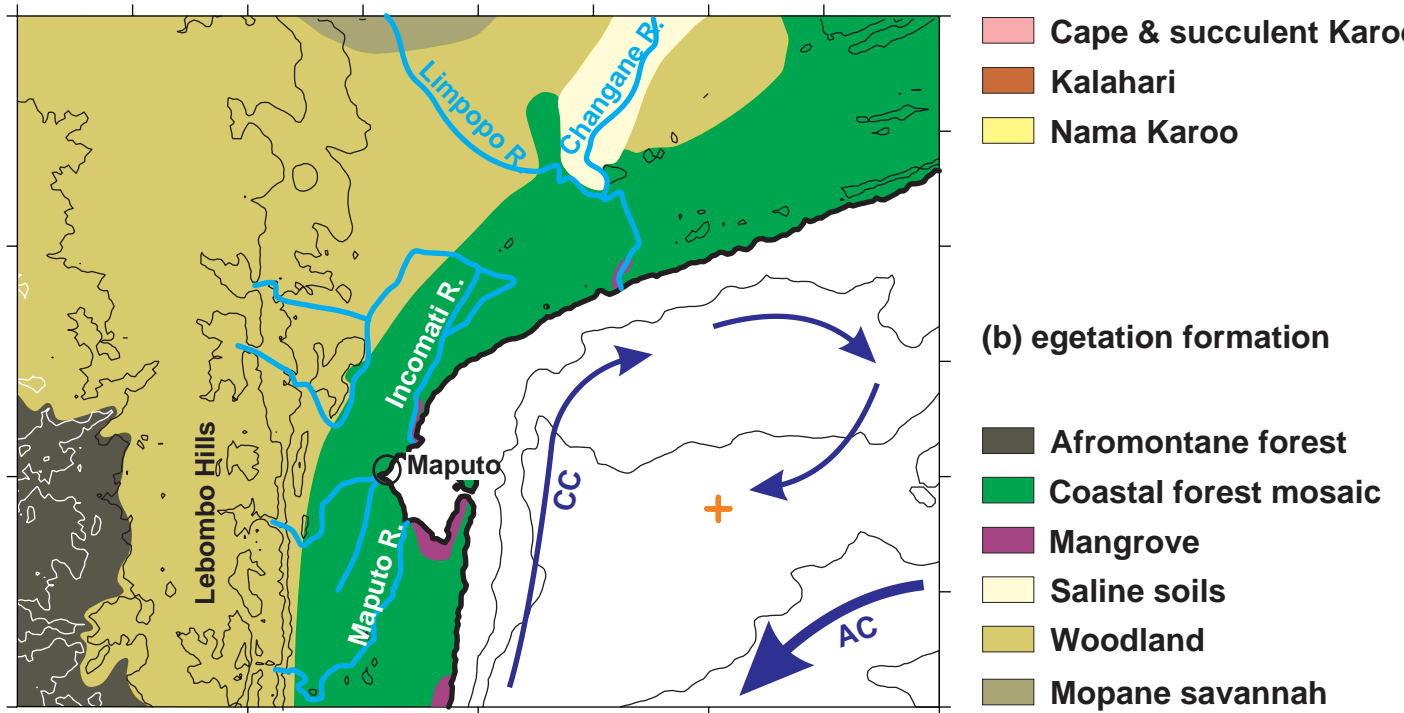 Cape & succulent Karoo
Kalahari
Nama Karoo
Limpopo R
Changane R.
Incomati R.
Lebombo Hills
Maputo
Maputo R.
CC
AC
(b) egetation formation
Afromontane forest
Coastal forest mosaic
Mangrove
Saline soils
Woodland
Mopane savannah